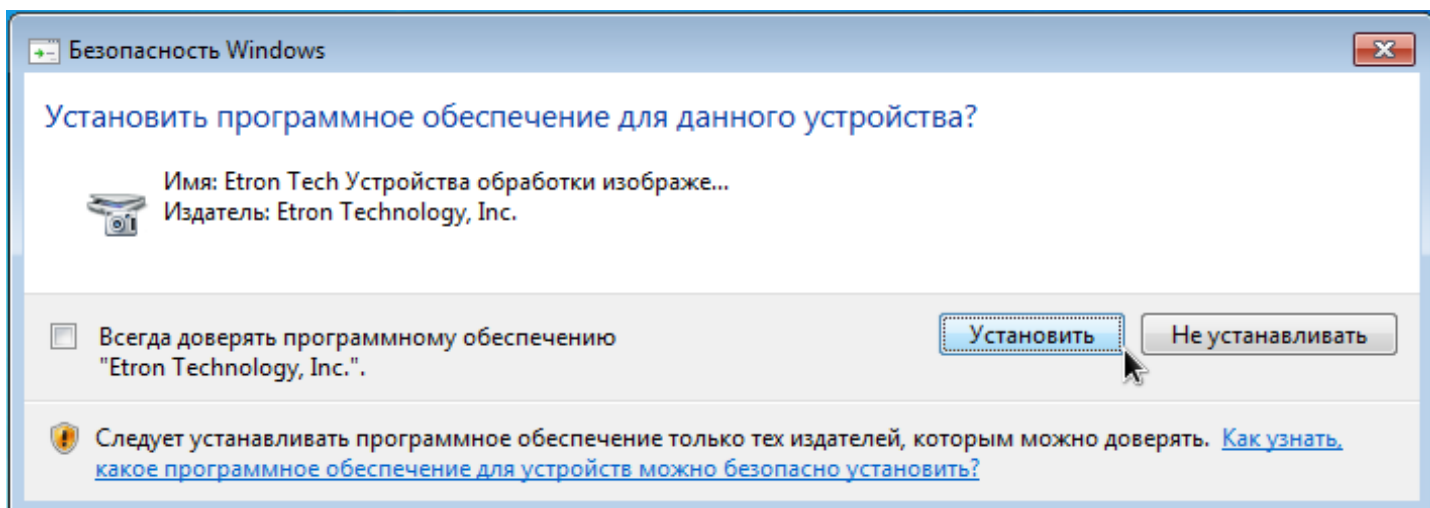 Безопасность Windows
Установить программное обеспечение для данного устройства?
Имя: Etron Tech Устройства обработки изображе...
Издатель: Etron Technology, Inc.
Всегда доверять программному обеспечению
"Etron Technology, Inc.".
Установить
Не устанавливать
Следует устанавливать программное обеспечение только тех издателей, которым можно доверять. Как узнать,
какое программное обеспечение для устройств можно безопасно установить?